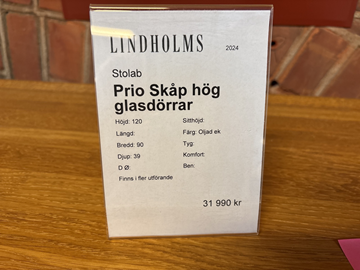 LINDHOLMS 2024
Stolab
Prio Skåp hög
glasdörrar
Höjd: 120 Sitthöjd:
Längd: Färg: Oljad ek
Bredd: 90 Tyg
Djup: 39 Komfort:
D Ø: Ben:
Finns i fler utförande
31 990 kr